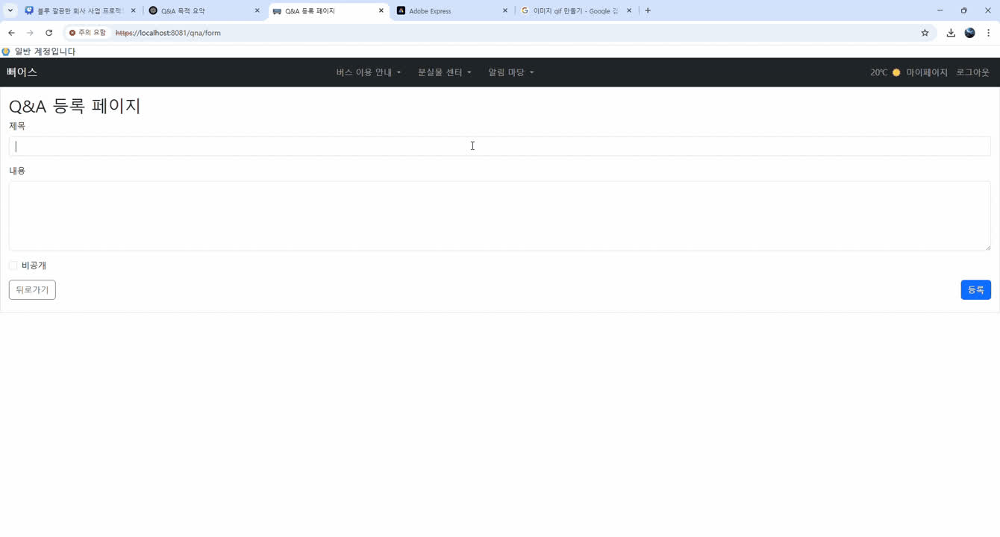 블루 깔끔한 회사 사업 프로젝
Q&A 목적 요약
Q&A 등록 페이지
Adobe Express
이미지 gif 만들기 - Google 검
주의 요함
https://localhost:8081/qna/form
일반 계정입니다
뻐어스
버스 이용 안내
분실물 센터
알림 마당
20℃
마이페이지
로그아웃
Q&A 등록 페이지
제목
내용
비공개
뒤로가기
등록